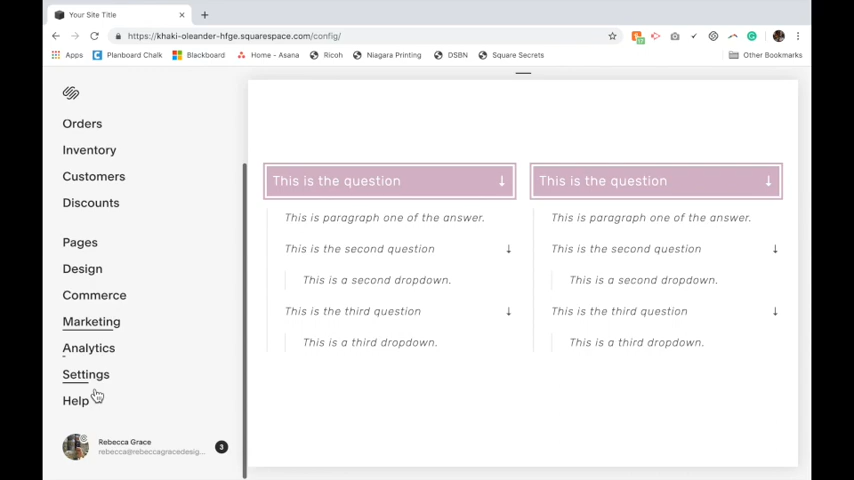 Your Site Title
https://khaki-oleander-hfge.squarespace.com/config/
Apps Planboard Chalk Blackboard Home - Asana Ricoh Niagara Printing DSBN Square Secrets Other Bookmarks
Orders
Inventory
Customers
Discounts
Pages
Design
Commerce
Marketing
Analytics
Settings
Help
Rebecca Grace
rebecca@rebeccagracedesig...
3
This is the question ↓
This is paragraph one of the answer.
This is the second question ↓
This is a second dropdown.
This is the third question ↓
This is a third dropdown.
This is the question ↓
This is paragraph one of the answer.
This is the second question ↓
This is a second dropdown.
This is the third question ↓
This is a third dropdown.